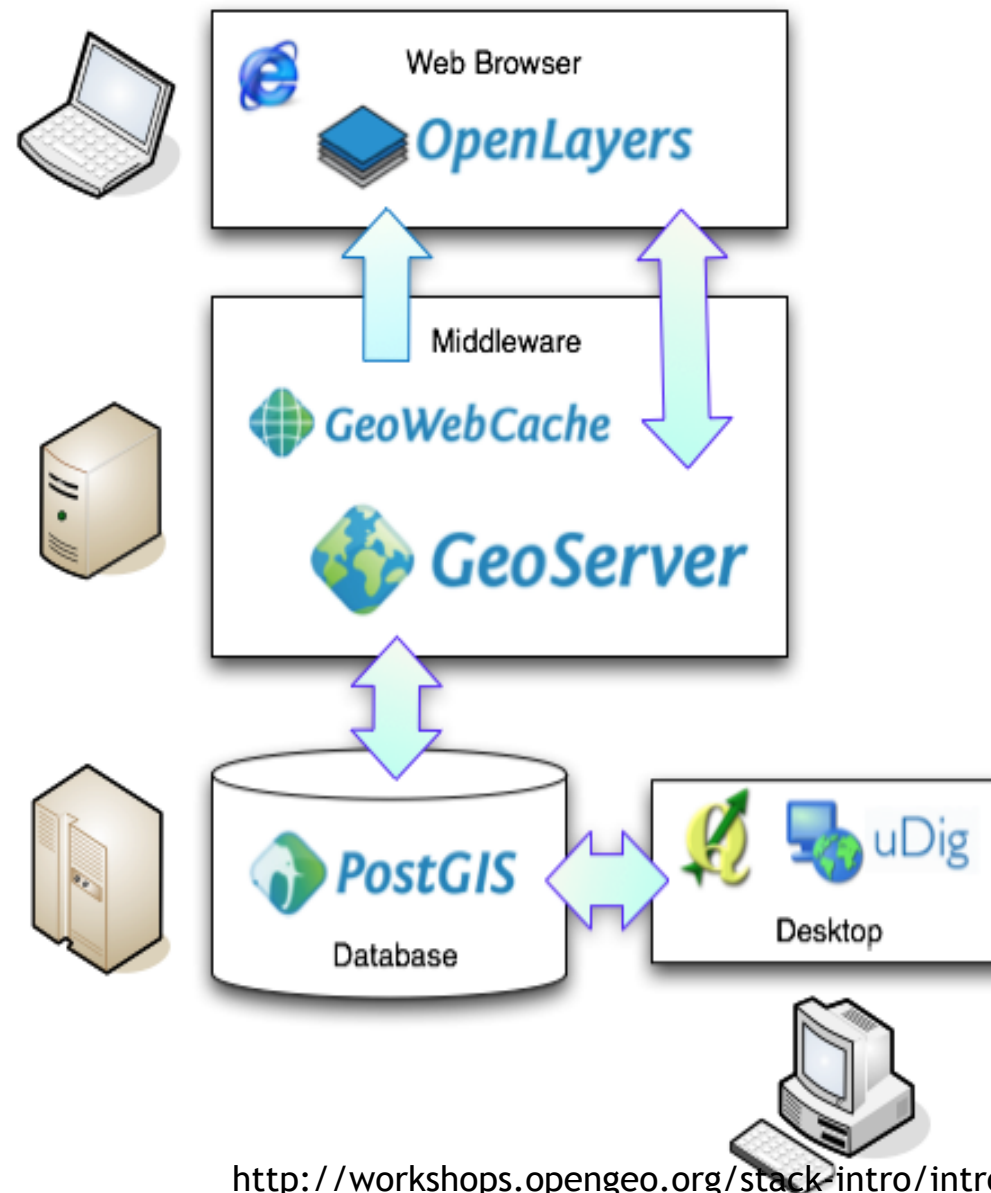 Web Browser
OpenLayers
Middleware
GeoWebCache
GeoServer
PostGIS
Database
uDig
Desktop
http://workshops.opengeo.org/stack-intro/intro